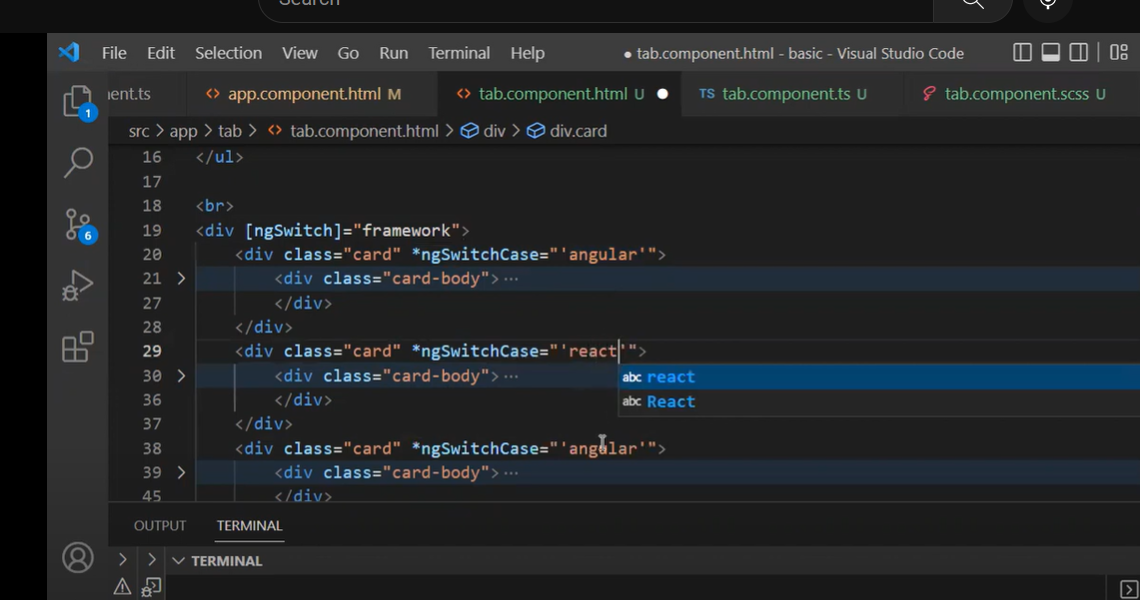 Search
File Edit Selection View Go Run Terminal Help ● tab.component.html - basic - Visual Studio Code
nent.ts <> app.component.html M <> tab.component.html U ● TS tab.component.ts U tab.component.scss U
src > app > tab > <> tab.component.html > div > div.card
1
6
16 </ul>
17
18 <br>
19 <div [ngSwitch]="framework">
20 <div class="card" *ngSwitchCase="'angular'">
21 > <div class="card-body"> ···
27 </div>
28 </div>
29 <div class="card" *ngSwitchCase="'react'">
30 > <div class="card-body"> ···
abc react
abc React
36 </div>
37 </div>
38 <div class="card" *ngSwitchCase="'angular'">
39 > <div class="card-body"> ···
45 </div>
OUTPUT TERMINAL
TERMINAL